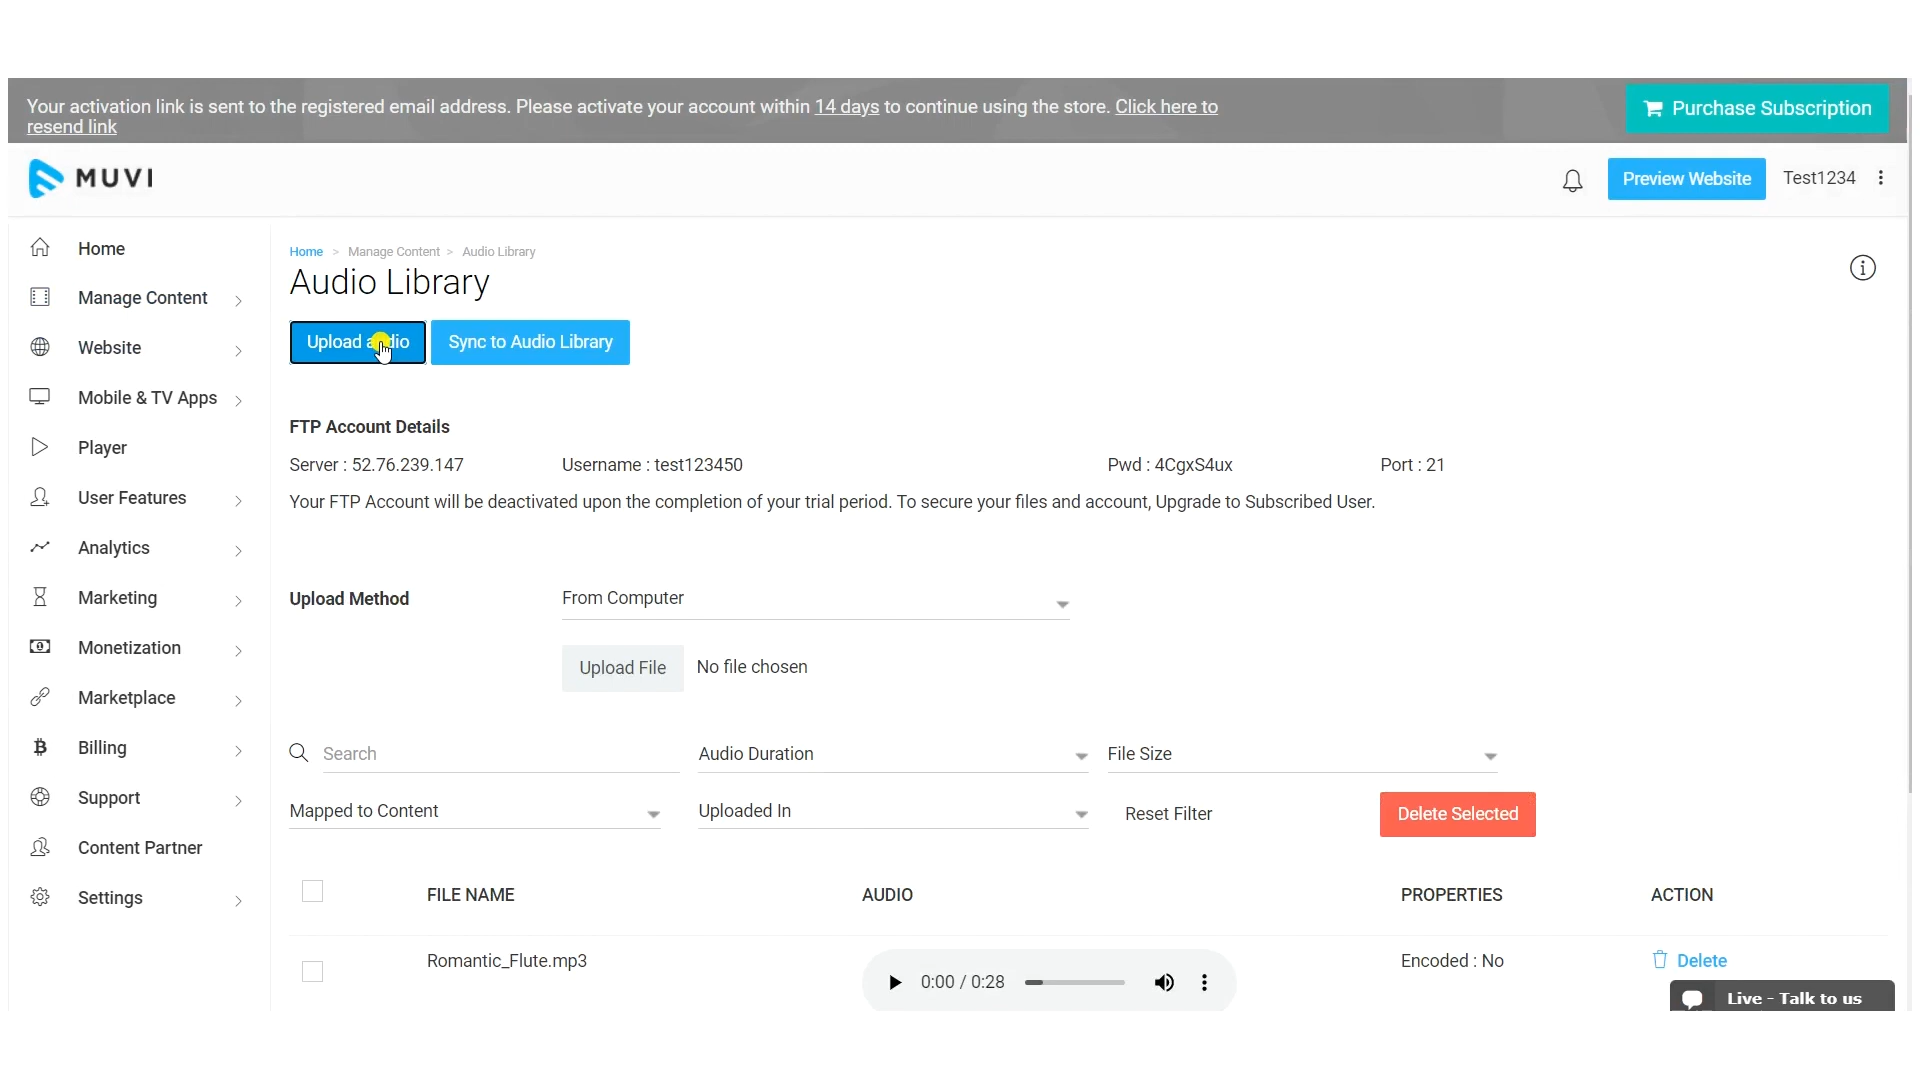 Your activation link is sent to the registered email address. Please activate your account within 14 days to continue using the store. Click here to
resend link
Purchase Subscription
MUVI
Preview Website
Test1234
Home
Manage Content
Website
Mobile & TV Apps
Player
User Features
Analytics
Marketing
Monetization
Marketplace
Billing
Support
Content Partner
Settings
Home > Manage Content > Audio Library
Audio Library
Upload audio
Sync to Audio Library
FTP Account Details
Server : 52.76.239.147 Username : test123450 Pwd : 4CgxS4ux Port : 21
Your FTP Account will be deactivated upon the completion of your trial period. To secure your files and account, Upgrade to Subscribed User.
Upload Method From Computer
Upload File No file chosen
Search Audio Duration File Size
Mapped to Content Uploaded In Reset Filter Delete Selected
FILE NAME AUDIO PROPERTIES ACTION
Romantic_Flute.mp3 0:00 / 0:28 Encoded : No Delete
Live - Talk to us